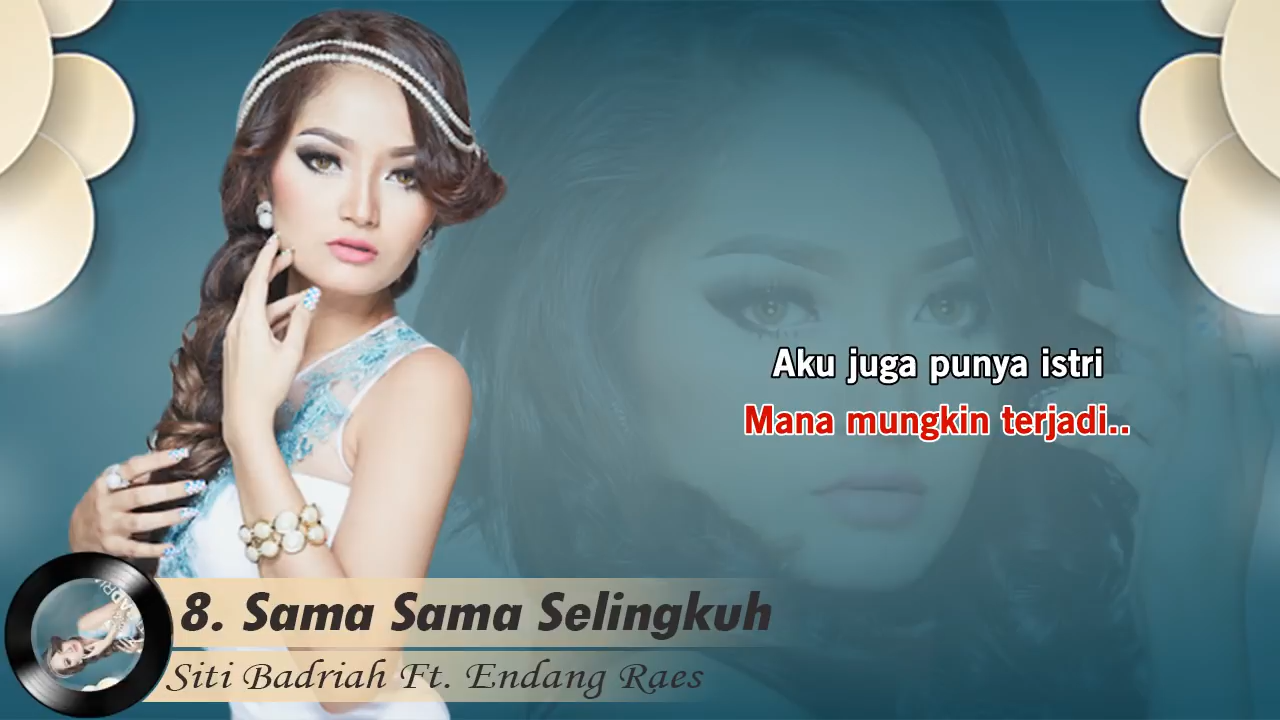 Aku juga punya istri
Mana mungkin terjadi..
8. Sama Sama Selingkuh
Siti Badriah Ft. Endang Raes